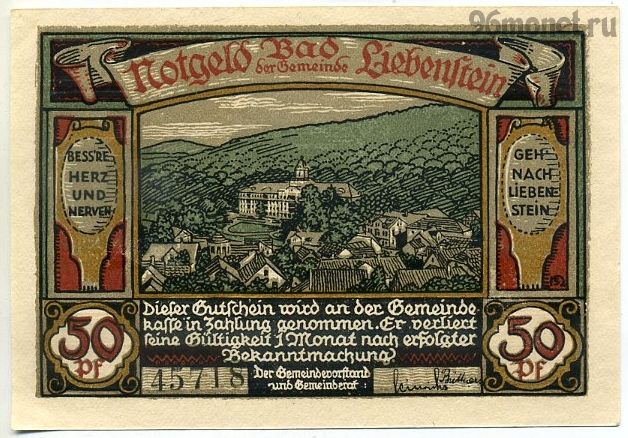 96monet.ru
Notgeld Bad Liebenstein
der Gemeinde
BESS'RE
HERZ
UND
NERVEN
GEH
NACH
LIEBEN
STEIN
Dieser Gutschein wird an der Gemeinde-
kasse in Zahlung genommen. Er verliert
seine Gültigkeit 1 Monat nach erfolgter
Bekanntmachung
50
Pf
50
Pf
45718
Der Gemeindevorstand
und Gemeinderat: